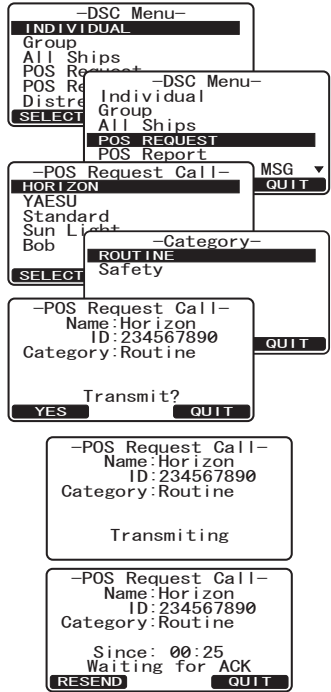 -DSC Menu-
INDIVIDUAL
Group
All Ships
POS Request
POS Re
Distre
SELECT
-DSC Menu-
Individual
Group
All Ships
POS REQUEST
POS Report
MSG ▼
QUIT
-POS Request Call-
HORIZON
YAESU
Standard
Sun Light
Bob
SELECT
-Category-
ROUTINE
Safety
QUIT
-POS Request Call-
Name:Horizon
ID:234567890
Category:Routine
Transmit?
YES QUIT
-POS Request Call-
Name:Horizon
ID:234567890
Category:Routine
Transmiting
-POS Request Call-
Name:Horizon
ID:234567890
Category:Routine
Since: 00:25
Waiting for ACK
RESEND QUIT